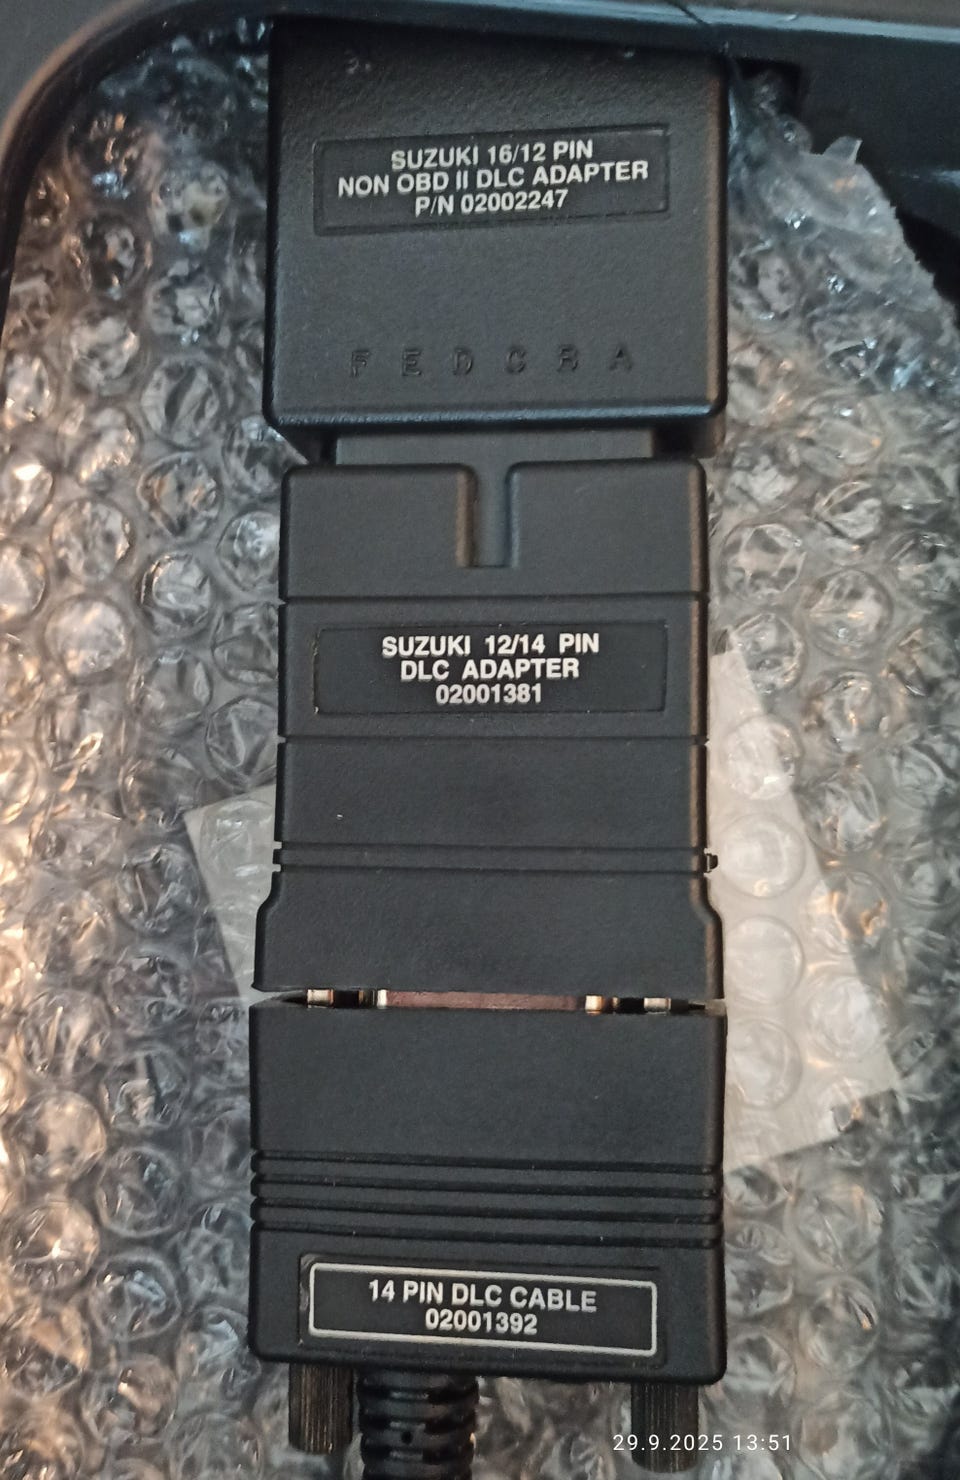 SUZUKI 16/12 PIN
NON OBD II DLC ADAPTER
P/N 02002247
F E D C B A
SUZUKI 12/14 PIN
DLC ADAPTER
02001381
14 PIN DLC CABLE
02001392
29.9.2025 13:51